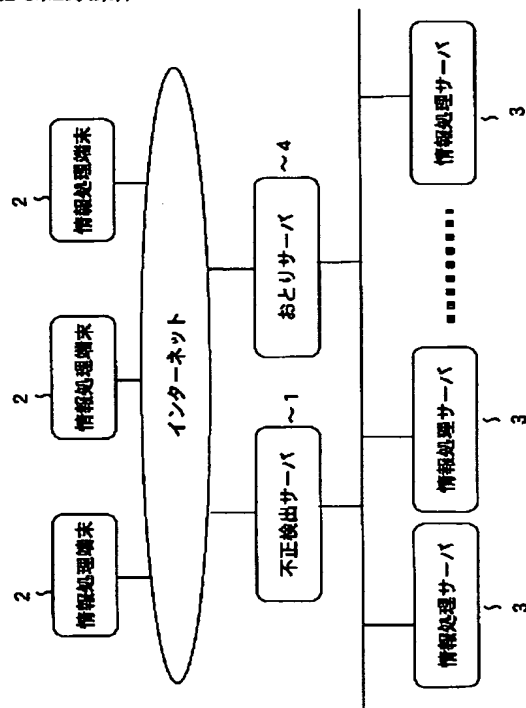 2
2
2
情報処理端末
情報処理端末
情報処理端末
インターネット
不正検出サーバ
~1
おとりサーバ
~4
情報処理サーバ
情報処理サーバ
情報処理サーバ
3
3
3